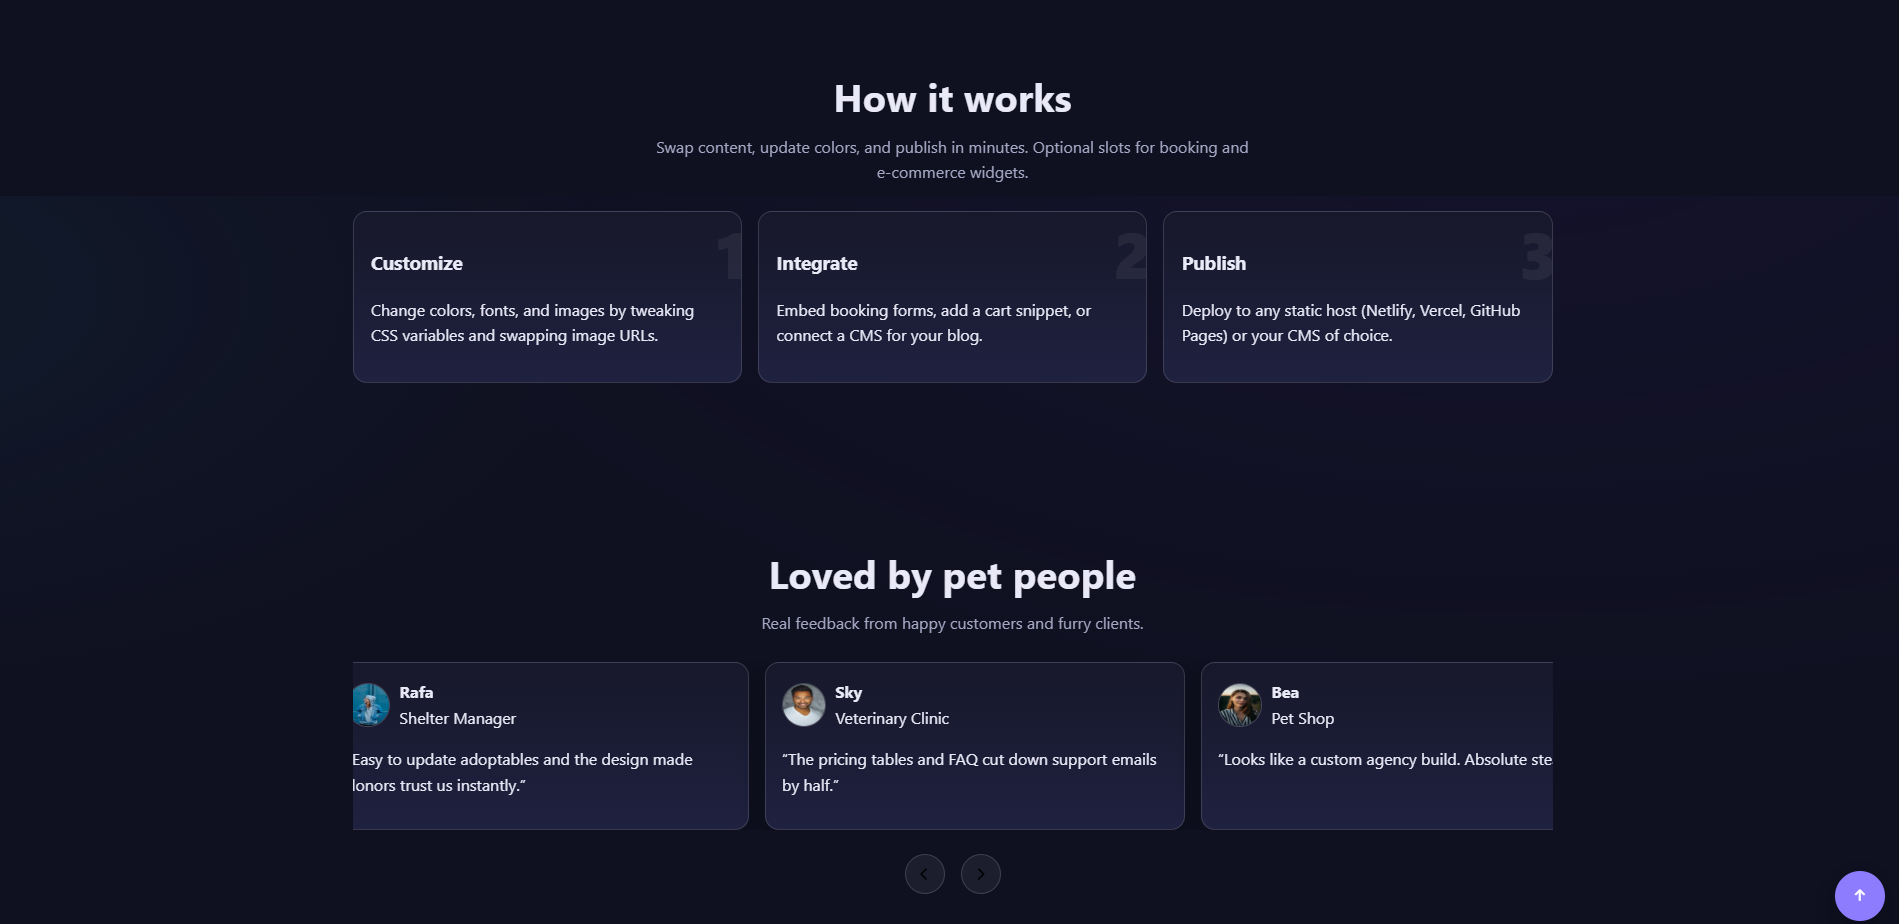 How it works
Swap content, update colors, and publish in minutes. Optional slots for booking and
e-commerce widgets.
1
Customize
Change colors, fonts, and images by tweaking
CSS variables and swapping image URLs.
2
Integrate
Embed booking forms, add a cart snippet, or
connect a CMS for your blog.
3
Publish
Deploy to any static host (Netlify, Vercel, GitHub
Pages) or your CMS of choice.
Loved by pet people
Real feedback from happy customers and furry clients.
Rafa
Shelter Manager
Easy to update adoptables and the design made
trust us instantly.”
Sky
Veterinary Clinic
“The pricing tables and FAQ cut down support emails
by half.”
Bea
Pet Shop
“Looks like a custom agency build. Absolute